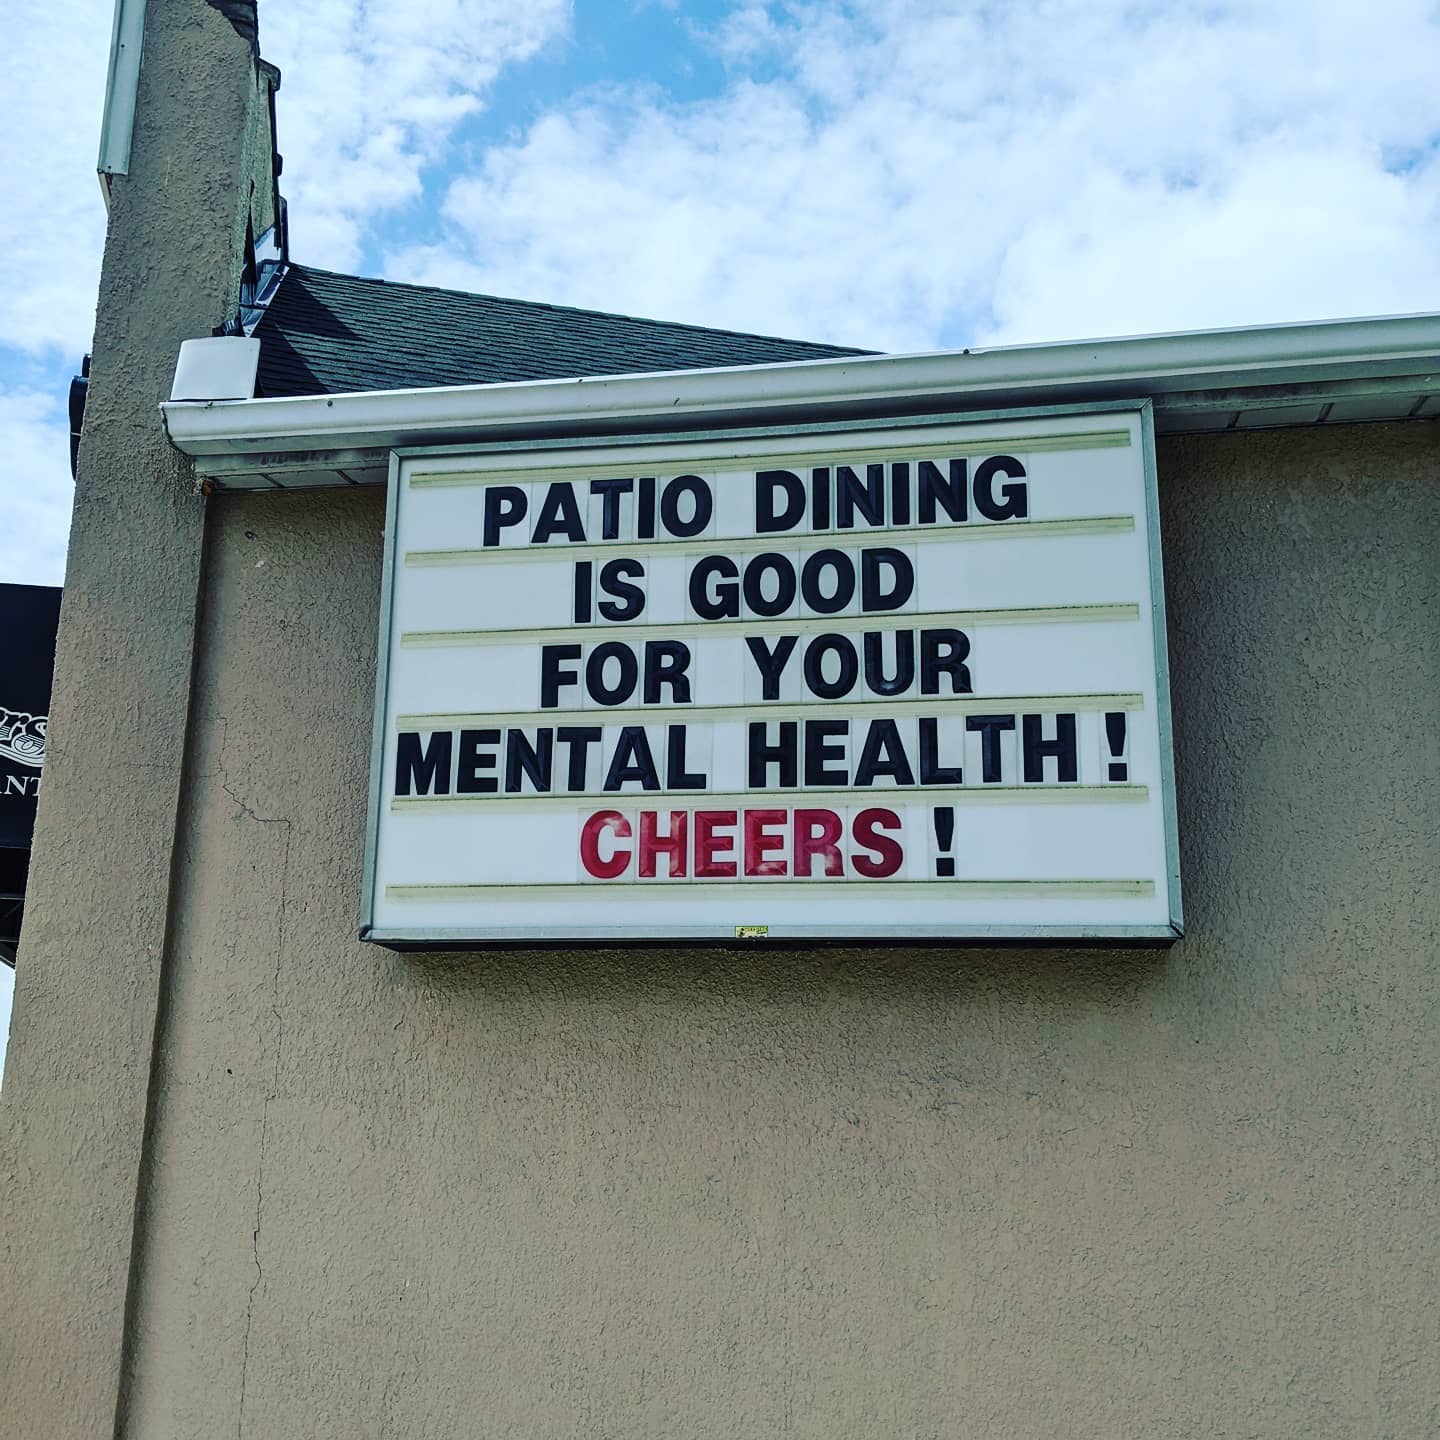 PATIO DINING
IS GOOD
FOR YOUR
MENTAL HEALTH!
CHEERS!